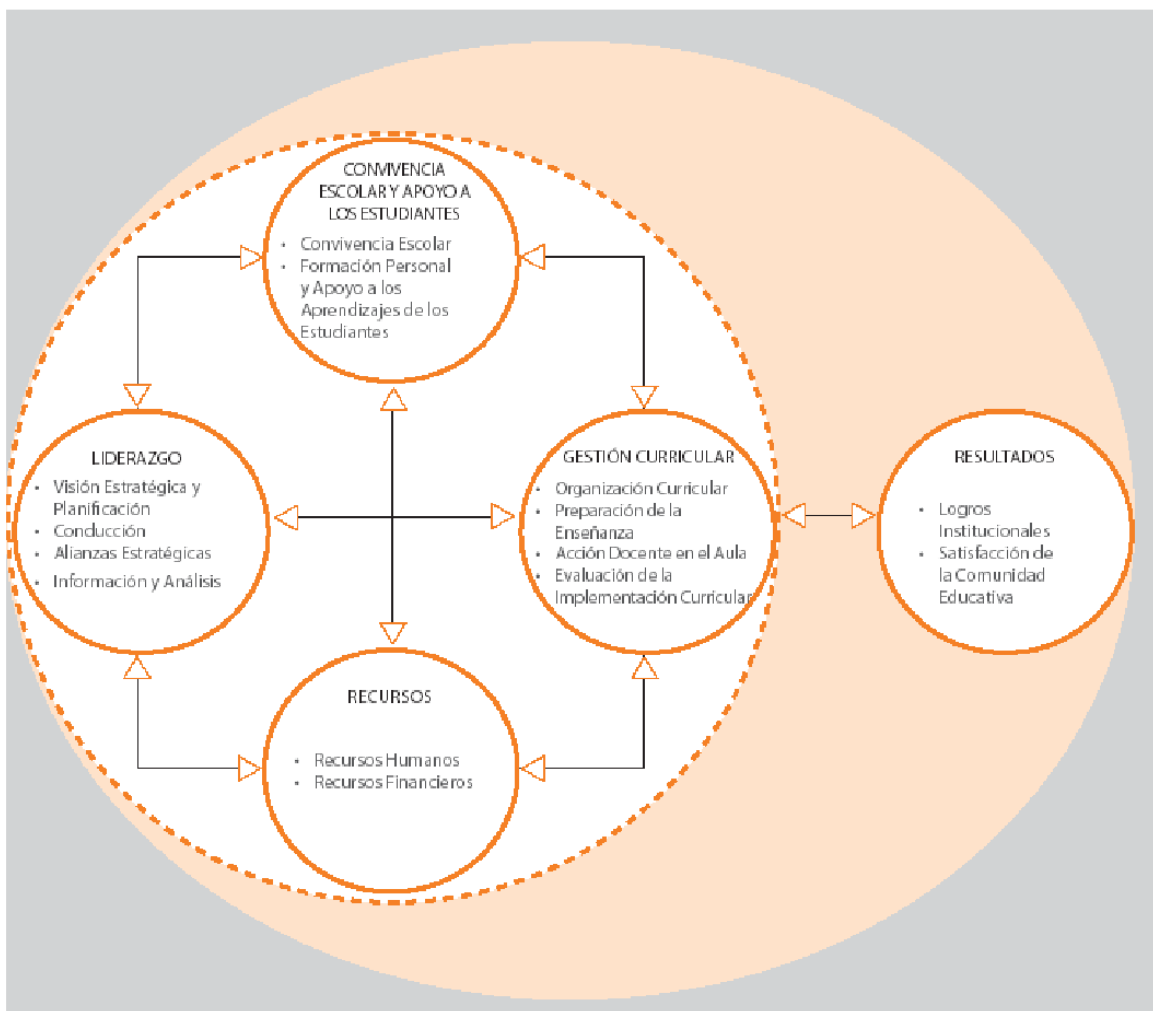 CONVIVENCIA
ESCOLAR Y APOYO A
LOS ESTUDIANTES
• Convivencia Escolar
• Formación Personal
y Apoyo a los
Aprendizajes de los
Estudiantes
LIDERAZGO
• Visión Estratégica y
Planificación
• Conducción
• Alianzas Estratégicas
• Información y Análisis
GESTIÓN CURRICULAR
• Organización Curricular
• Preparación de la
Enseñanza
• Acción Docente en el Aula
• Evaluación de la
Implementación Curricular
RESULTADOS
• Logros
Institucionales
• Satisfacción de
la Comunidad
Educativa
RECURSOS
• Recursos Humanos
• Recursos Financieros